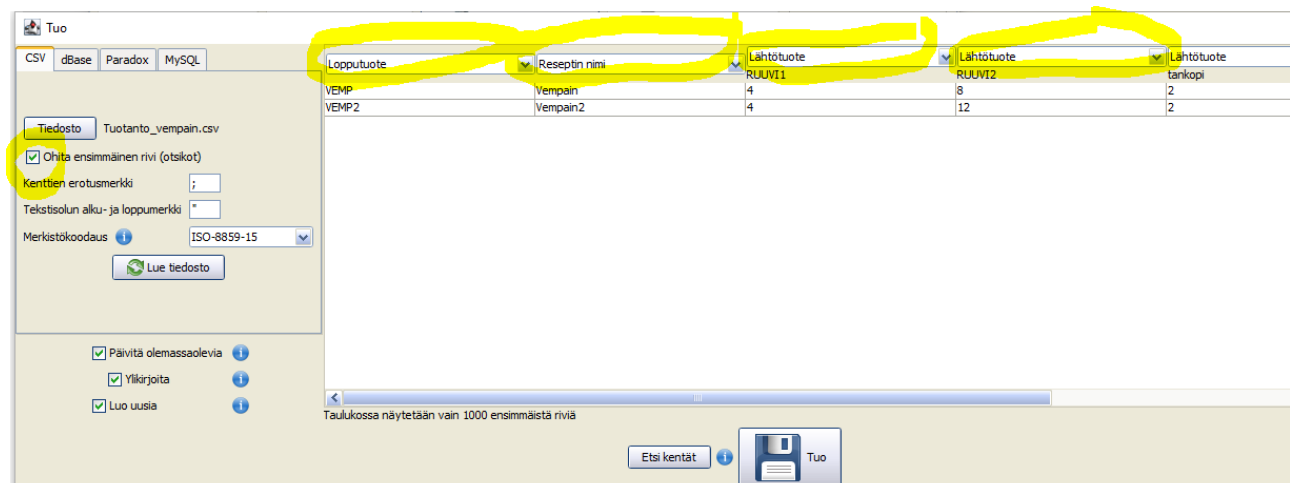 Tuo
CSV dBase Paradox MySQL
Tiedosto Tuotanto_vempain.csv
Ohita ensimmäinen rivi (otsikot)
Kenttien erotusmerkki ;
Tekstisolun alku- ja loppumerkki "
Merkistökoodaus i ISO-8859-15
Lue tiedosto
Päivitä olemassaolevia i
Ylikirjoita i
Luo uusia i
Lopputuote Reseptin nimi Lähtötuote Lähtötuote Lähtötuote
RUUVI1 RUUVI2 tankopi
VEMP Vempain 4 8 2
VEMP2 Vempain2 4 12 2
Taulukossa näytetään vain 1000 ensimmäistä riviä
Etsi kentät i Tuo